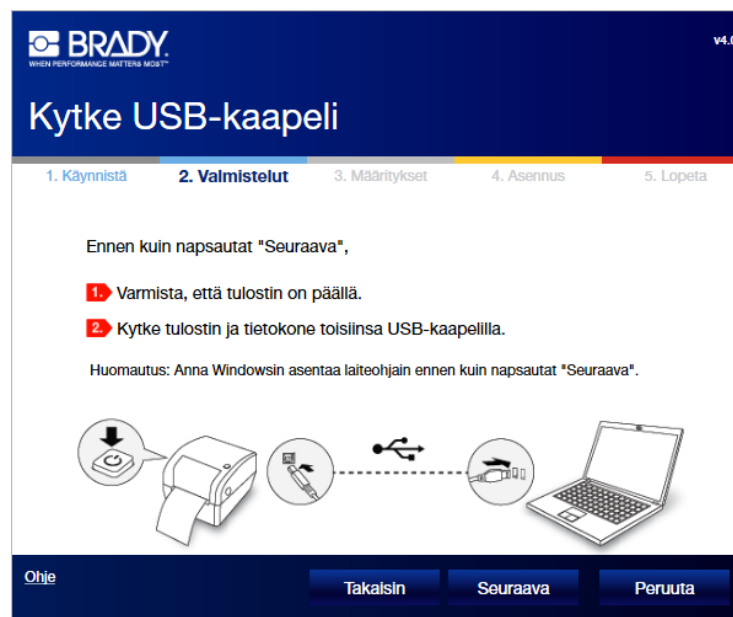 BRADY.
WHEN PERFORMANCE MATTERS MOST™
v4.0
Kytke USB-kaapeli
1. Käynnistä
2. Valmistelut
3. Määritykset
4. Asennus
5. Lopeta
Ennen kuin napsautat "Seuraava",
1. Varmista, että tulostin on päällä.
2. Kytke tulostin ja tietokone toisiinsa USB-kaapelilla.
Huomautus: Anna Windowsin asentaa laiteohjain ennen kuin napsautat "Seuraava".
Ohje
Takaisin
Seuraava
Peruuta